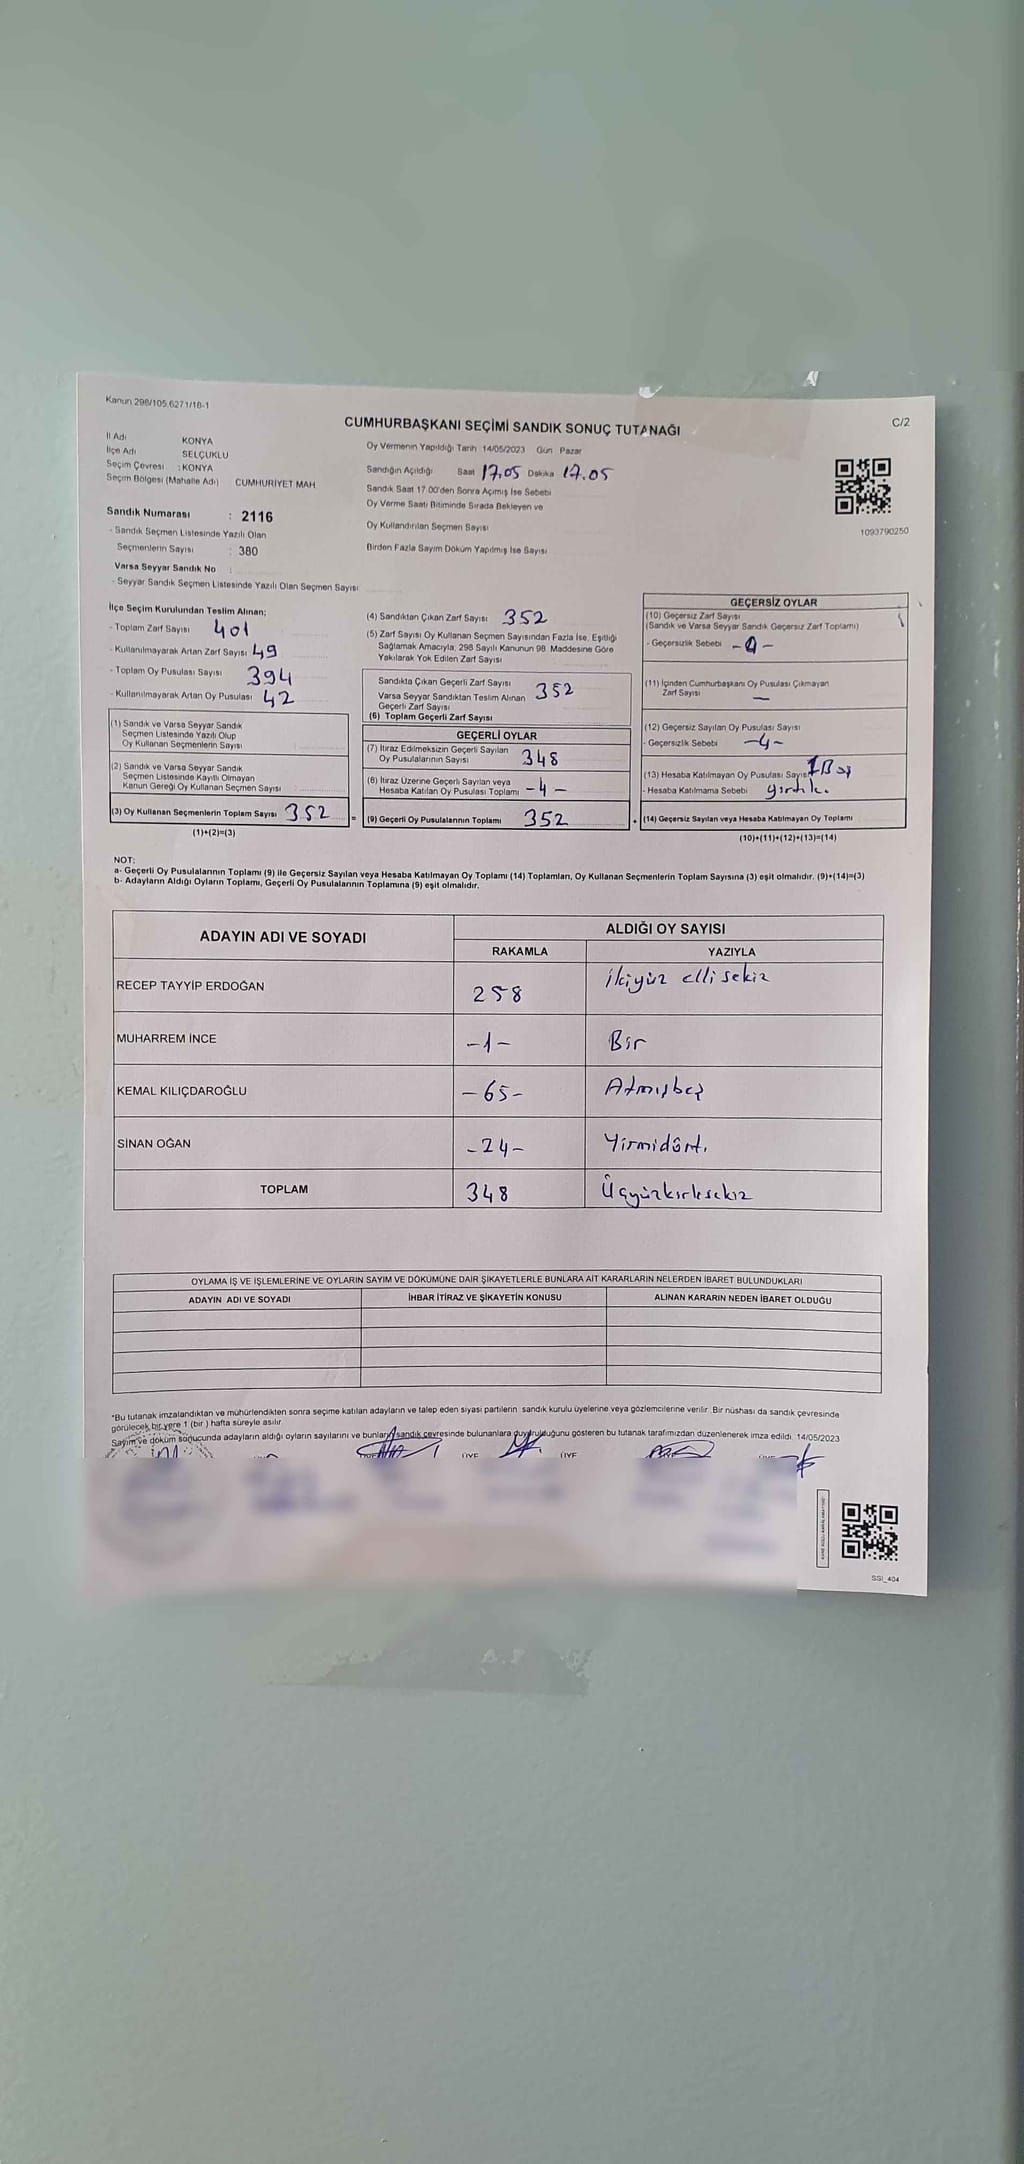 Kanun 298/105,6271/18-1
C/2
CUMHURBAŞKANI SEÇİMİ SANDIK SONUÇ TUTANAĞI
İl Adı KONYA
İlçe Adı SELÇUKLU
Seçim Çevresi : KONYA
Seçim Bölgesi (Mahalle Adı) CUMHURİYET MAH.
Sandık Numarası : 2116
- Sandık Seçmen Listesinde Yazılı Olan
Seçmenlerin Sayısı : 380
Varsa Seyyar Sandık No :
- Seyyar Sandık Seçmen Listesinde Yazılı Olan Seçmen Sayısı
Oy Vermenin Yapıldığı Tarih 14/05/2023 Gün Pazar
Sandığın Açıldığı Saat 17.05 Dakika 17.05
Sandık Saat 17.00'den Sonra Açımış İse Sebebi
Oy Verme Saati Bitiminde Sırada Bekleyen ve
Oy Kullandırılan Seçmen Sayısı
Birden Fazla Sayım Döküm Yapılmış İse Sayısı
1093790250
İlçe Seçim Kurulundan Teslim Alınan;
- Toplam Zarf Sayısı 401
- Kullanılmayarak Artan Zarf Sayısı 49
- Toplam Oy Pusulası Sayısı 394
- Kullanılmayarak Artan Oy Pusulası 42
(1) Sandık ve Varsa Seyyar Sandık
Seçmen Listesinde Yazılı Olup
Oy Kullanan Seçmenlerin Sayısı
(2) Sandık ve Varsa Seyyar Sandık
Seçmen Listesinde Kayıtlı Olmayan
Kanun Gereği Oy Kullanan Seçmen Sayısı
(3) Oy Kullanan Seçmenlerin Toplam Sayısı 352
(1)+(2)=(3)
(4) Sandıktan Çıkan Zarf Sayısı 352
(5) Zarf Sayısı Oy Kullanan Seçmen Sayısından Fazla İse, Eşitliği
Sağlamak Amacıyla, 298 Sayılı Kanunun 98. Maddesine Göre
Yakılarak Yok Edilen Zarf Sayısı
Sandıkta Çıkan Geçerli Zarf Sayısı
Varsa Seyyar Sandıktan Teslim Alınan 352
Geçerli Zarf Sayısı
(6) Toplam Geçerli Zarf Sayısı
GEÇERLİ OYLAR
(7) İtiraz Edilmeksizin Geçerli Sayılan
Oy Pusulalarının Sayısı 348
(8) İtiraz Üzerine Geçerli Sayılan veya
Hesaba Katılan Oy Pusulası Toplamı -4-
= (9) Geçerli Oy Pusulalarının Toplamı 352
GEÇERSİZ OYLAR
(10) Geçersiz Zarf Sayısı
(Sandık ve Varsa Seyyar Sandık Geçersiz Zarf Toplamı)
- Geçersizlik Sebebi
(11) İçinden Cumhurbaşkanı Oy Pusulası Çıkmayan
Zarf Sayısı —
(12) Geçersiz Sayılan Oy Pusulası Sayısı
- Geçersizlik Sebebi -4-
(13) Hesaba Katılmayan Oy Pusulası Sayısı 1 Boş
- Hesaba Katılmama Sebebi yırtık.
+ (14) Geçersiz Sayılan veya Hesaba Katılmayan Oy Toplamı
(10)+(11)+(12)+(13)=(14)
NOT:
a- Geçerli Oy Pusulalarının Toplamı (9) ile Geçersiz Sayılan veya Hesaba Katılmayan Oy Toplamı (14) Toplamları, Oy Kullanan Seçmenlerin Toplam Sayısına (3) eşit olmalıdır. (9)+(14)=(3)
b- Adayların Aldığı Oyların Toplamı, Geçerli Oy Pusulalarının Toplamına (9) eşit olmalıdır.
ADAYIN ADI VE SOYADI
ALDIĞI OY SAYISI
RAKAMLA YAZIYLA
RECEP TAYYİP ERDOĞAN 258 İkiyüz elli sekiz
MUHARREM İNCE -1- Bir
KEMAL KILIÇDAROĞLU -65- Atmışbeş
SİNAN OĞAN -24- Yirmidört.
TOPLAM 348 Üçyüzkırksekiz
OYLAMA İŞ VE İŞLEMLERİNE VE OYLARIN SAYIM VE DÖKÜMÜNE DAİR ŞİKAYETLERLE BUNLARA AİT KARARLARIN NELERDEN İBARET BULUNDUKLARI
ADAYIN ADI VE SOYADI İHBAR İTİRAZ VE ŞİKAYETİN KONUSU ALINAN KARARIN NEDEN İBARET OLDUĞU
*Bu tutanak imzalandıktan ve mühürlendikten sonra seçime katılan adayların ve talep eden siyasi partilerin sandık kurulu üyelerine veya gözlemcilerine verilir. Bir nüshası da sandık çevresinde
görülecek bir yere 1 (bir ) hafta süreyle asılır.
Sayım ve döküm sonucunda adayların aldığı oyların sayılarını ve bunların sandık çevresinde bulunanlara duyurulduğunu gösteren bu tutanak tarafımızdan düzenlenerek imza edildi. 14/05/2023
ÜYE ÜYE
SSI_404